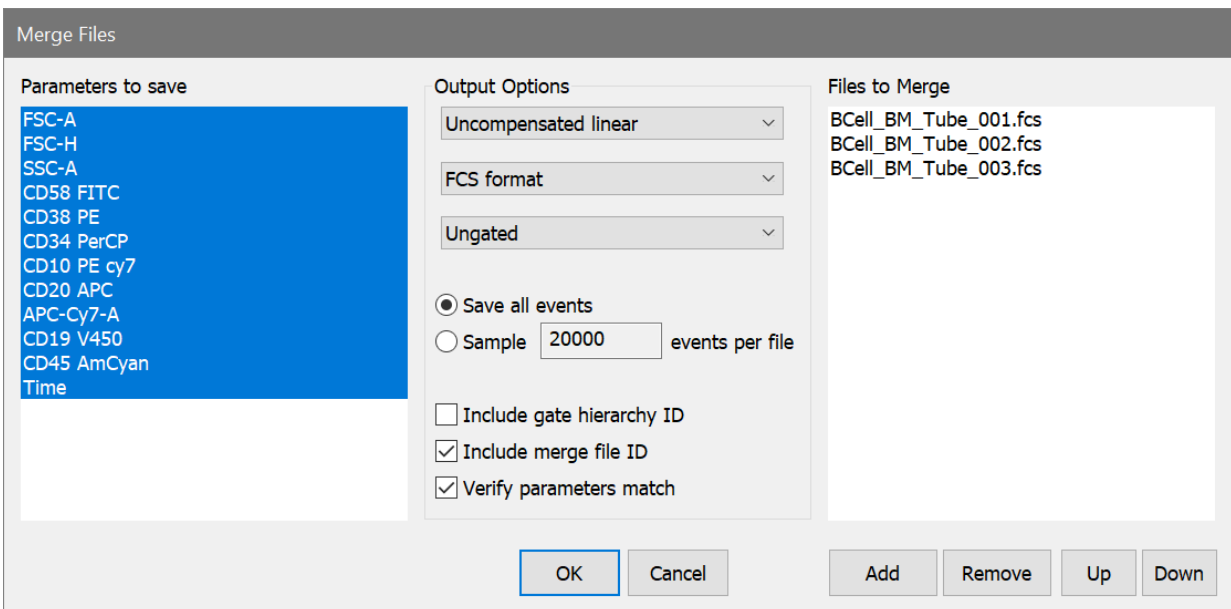 Merge Files
Parameters to save
FSC-A
FSC-H
SSC-A
CD58 FITC
CD38 PE
CD34 PerCP
CD10 PE cy7
CD20 APC
APC-Cy7-A
CD19 V450
CD45 AmCyan
Time
Output Options
Uncompensated linear
FCS format
Ungated
Save all events
Sample 20000 events per file
Include gate hierarchy ID
Include merge file ID
Verify parameters match
Files to Merge
BCell_BM_Tube_001.fcs
BCell_BM_Tube_002.fcs
BCell_BM_Tube_003.fcs
OK Cancel Add Remove Up Down